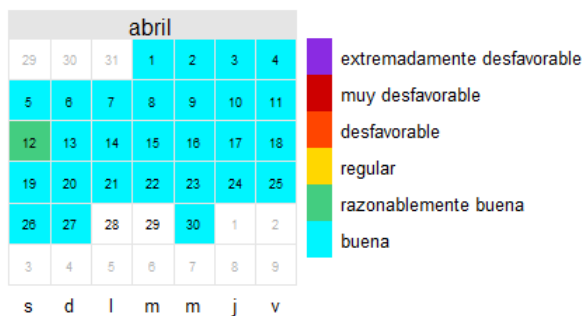 abril
29 30 31 1 2 3 4
5 6 7 8 9 10 11
12 13 14 15 16 17 18
19 20 21 22 23 24 25
26 27 28 29 30 1 2
3 4 5 6 7 8 9
s d l m m j v
extremadamente desfavorable
muy desfavorable
desfavorable
regular
razonablemente buena
buena